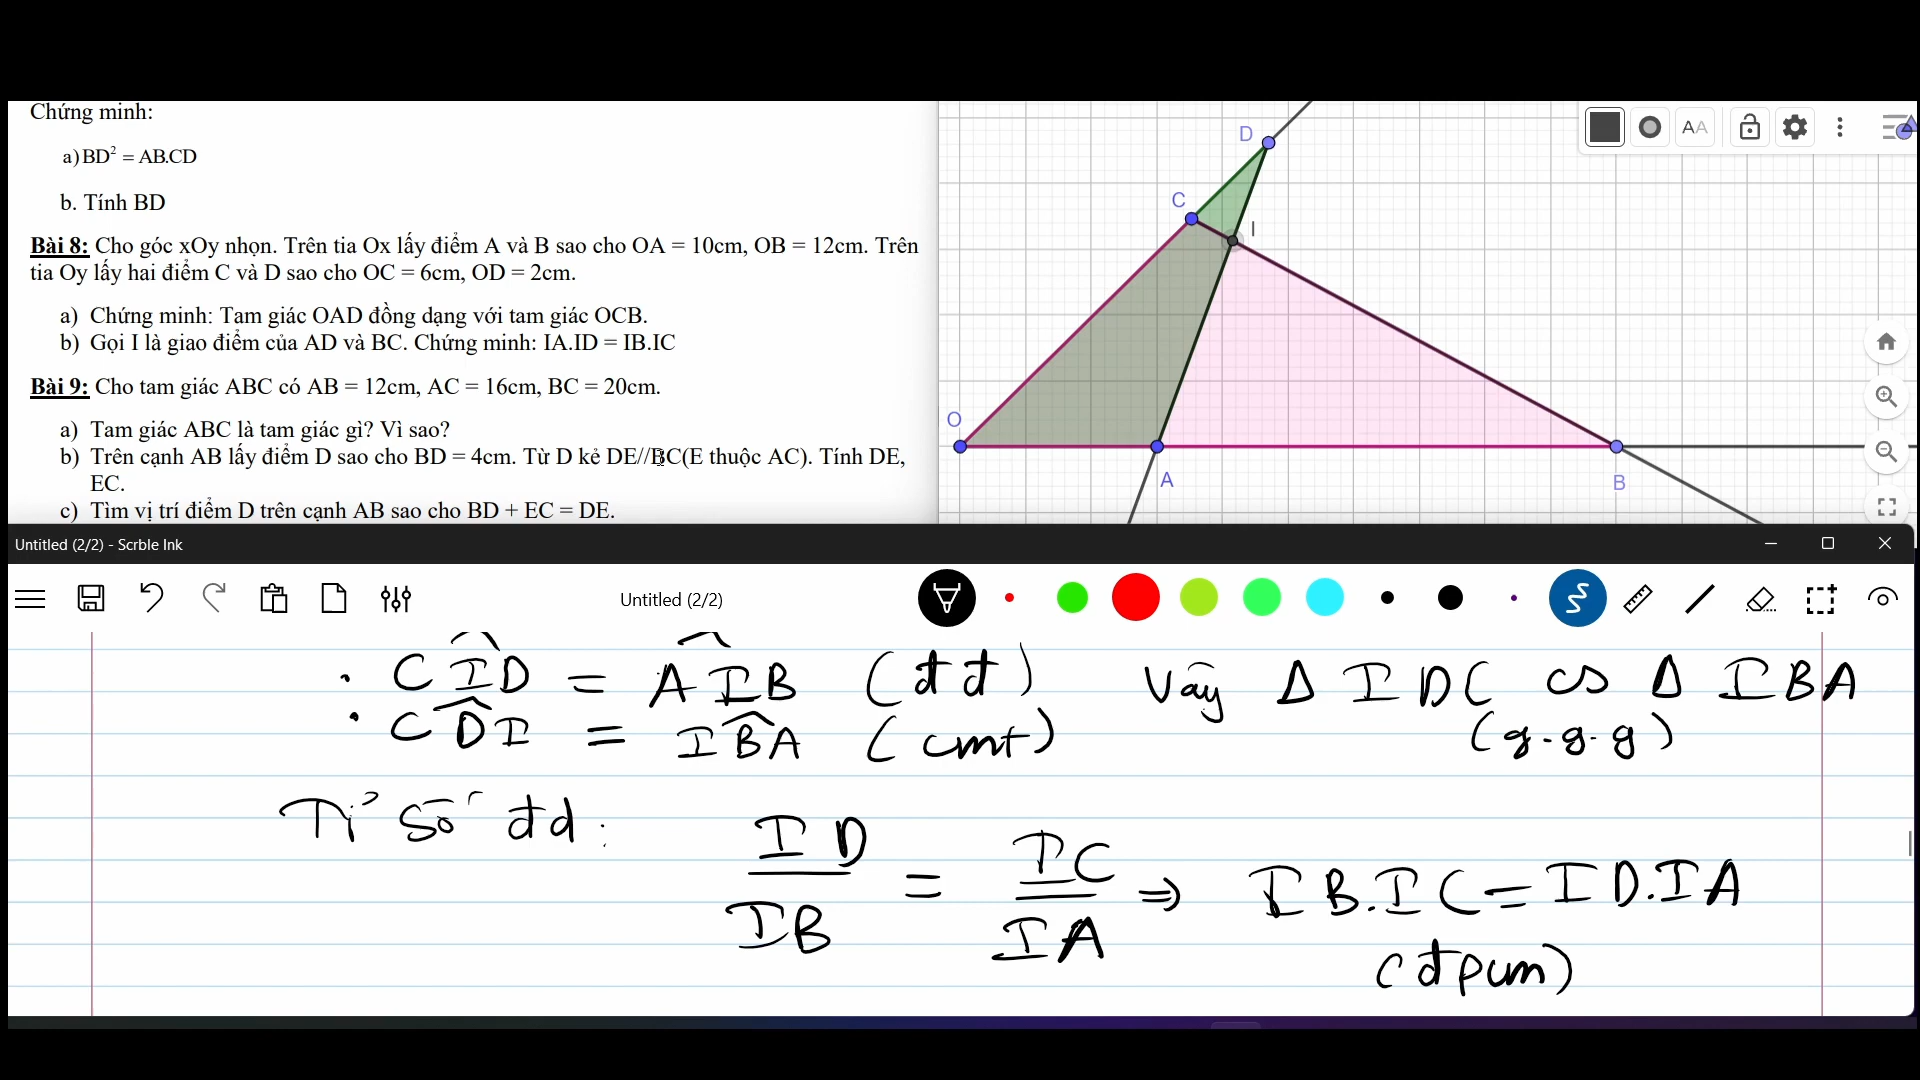 Chứng minh:
a) BD² = AB.CD
b. Tính BD
Bài 8: Cho góc xOy nhọn. Trên tia Ox lấy điểm A và B sao cho OA = 10cm, OB = 12cm. Trên
tia Oy lấy hai điểm C và D sao cho OC = 6cm, OD = 2cm.
a) Chứng minh: Tam giác OAD đồng dạng với tam giác OCB.
b) Gọi I là giao điểm của AD và BC. Chứng minh: IA.ID = IB.IC
Bài 9: Cho tam giác ABC có AB = 12cm, AC = 16cm, BC = 20cm.
a) Tam giác ABC là tam giác gì? Vì sao?
b) Trên cạnh AB lấy điểm D sao cho BD = 4cm. Từ D kẻ DE//BC(E thuộc AC). Tính DE,
EC.
c) Tìm vị trí điểm D trên cạnh AB sao cho BD + EC = DE.
D
C
I
O
A
B
AA
Untitled (2/2) - Scrble Ink
Untitled (2/2)
. CID = AIB (đđ) Vậy Δ IDC ᔕ Δ IBA
. CDI = IBA (cmt) (g.g.g)
Tỉ số đd: ID/IB = IC/IA ⇒ IB.IC = ID.IA
(đpcm)